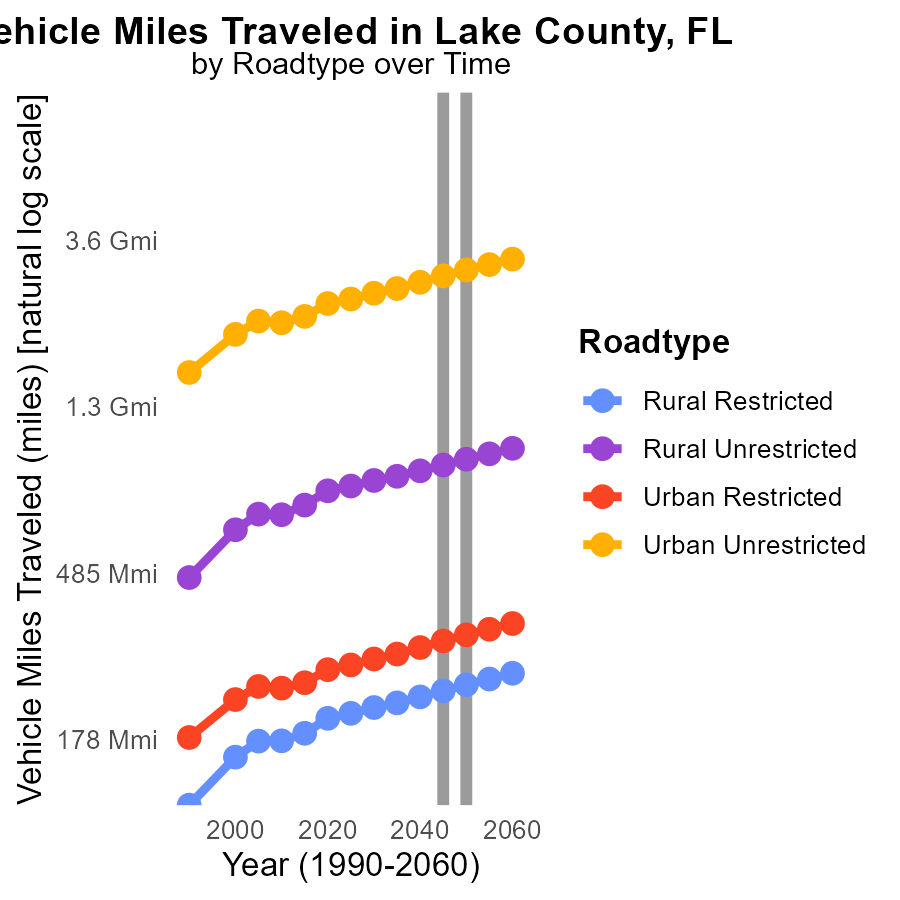 ehicle Miles Traveled in Lake County, FL
by Roadtype over Time
Vehicle Miles Traveled (miles) [natural log scale]
3.6 Gmi
1.3 Gmi
485 Mmi
178 Mmi
2000 2020 2040 2060
Year (1990-2060)
Roadtype
Rural Restricted
Rural Unrestricted
Urban Restricted
Urban Unrestricted